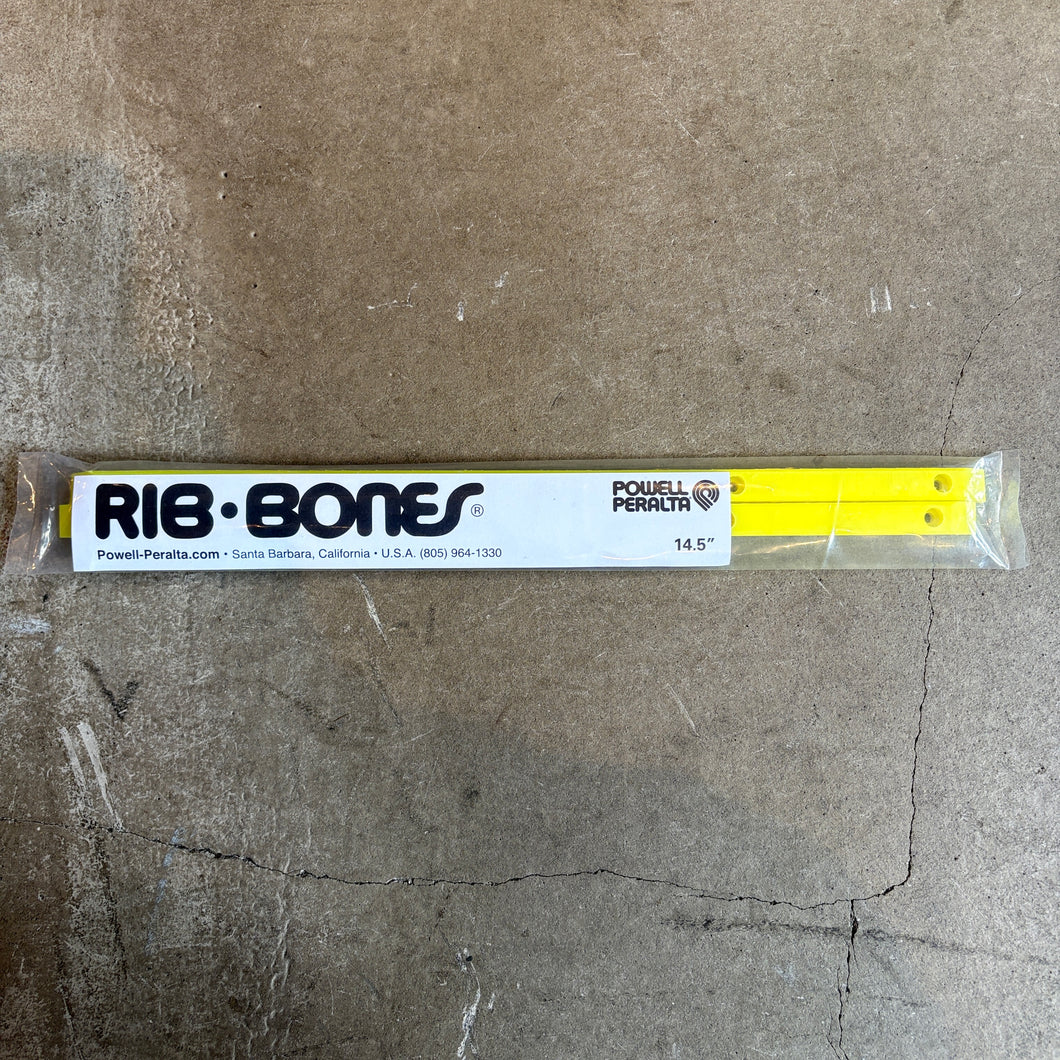 RIB•BONES®
POWELL
PERALTA
14.5”
Powell-Peralta.com • Santa Barbara, California • U.S.A. (805) 964-1330